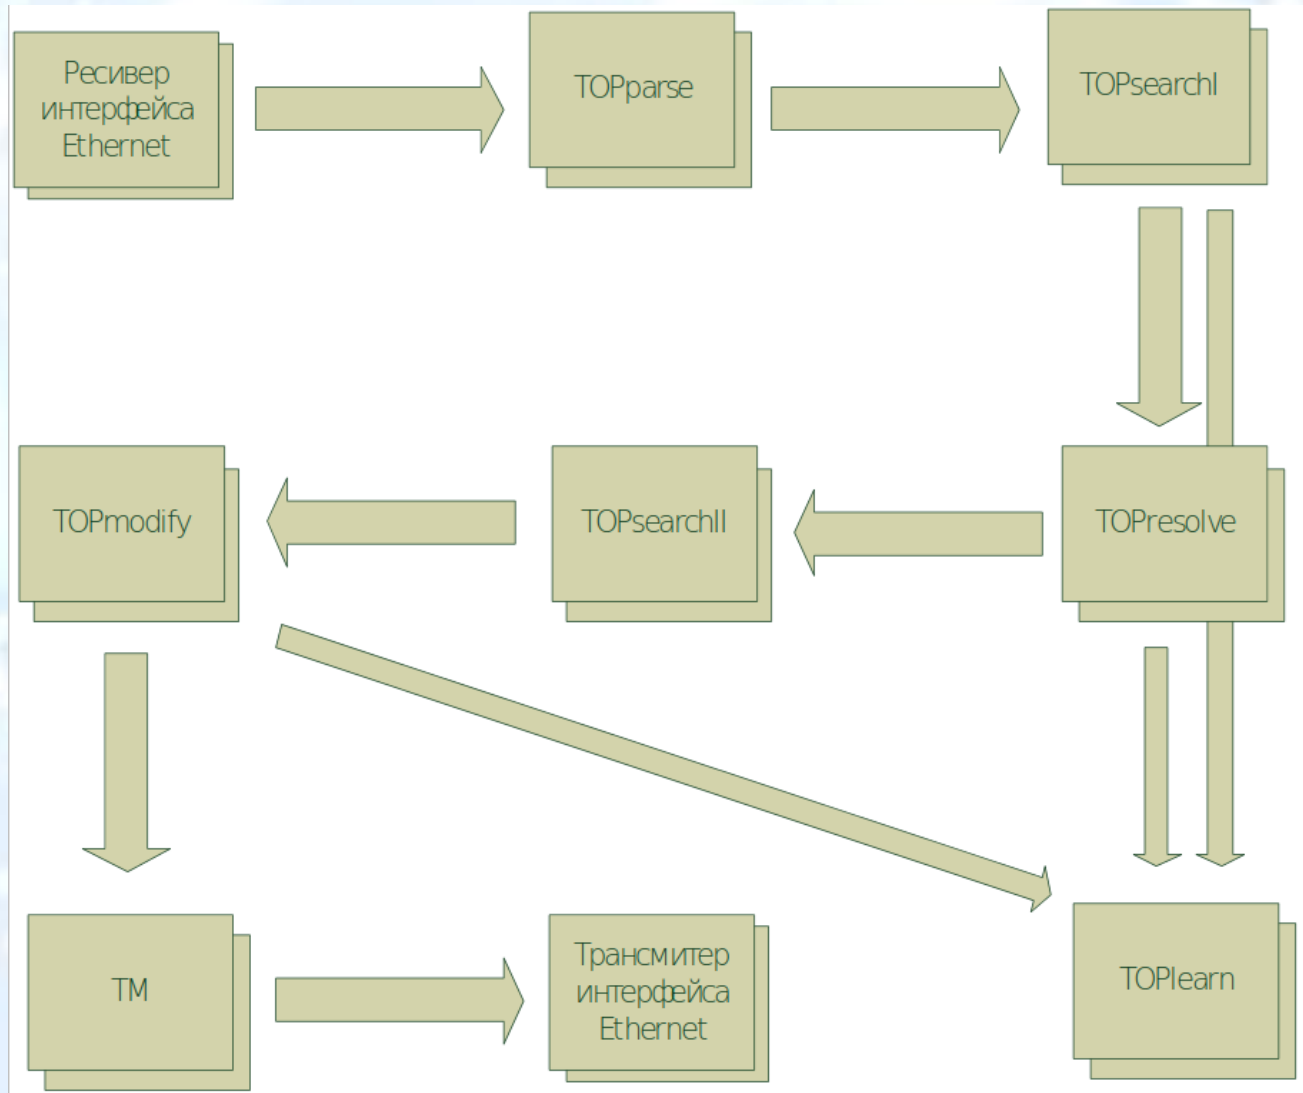 Ресивер
интерфейса
Ethernet
TOPparse
TOPsearchI
TOPmodify
TOPsearchII
TOPresolve
TM
Трансмитер
интерфейса
Ethernet
TOPlearn